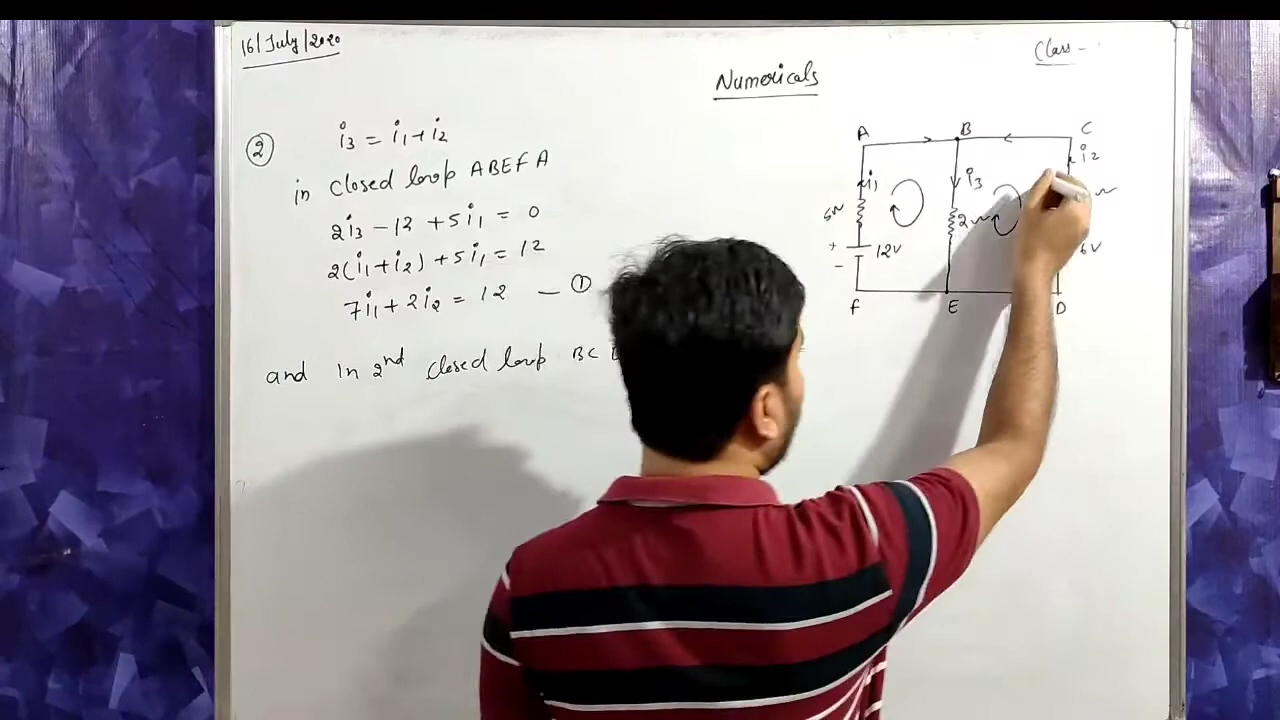 16/July/2020
Class -
Numericals
② i3 = i1+i2
in closed loop ABEFA
2i3 - 12 + 5i1 = 0
2(i1+i2) + 5i1 = 12
7i1 + 2i2 = 12 — ①
and in 2nd closed loop BC
A B C
i1 i3 i2
5Ω 2Ω
+ 12V 6V
-
F E D